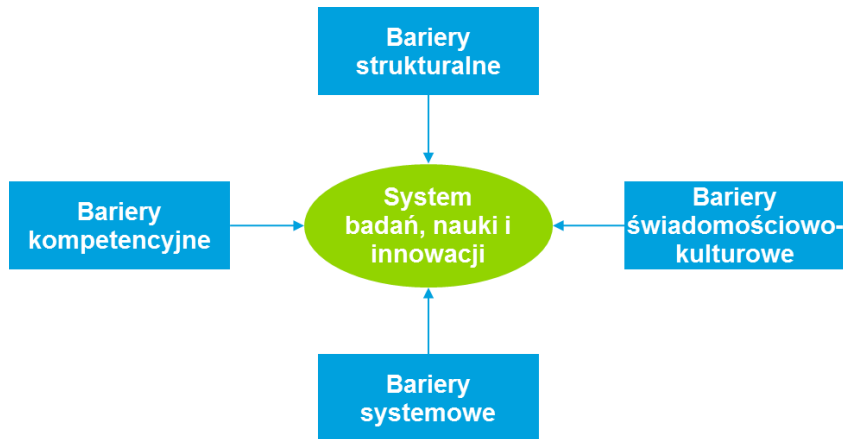 Bariery
strukturalne
Bariery
kompetencyjne
System
badań, nauki i
innowacji
Bariery
świadomościowo-
kulturowe
Bariery
systemowe